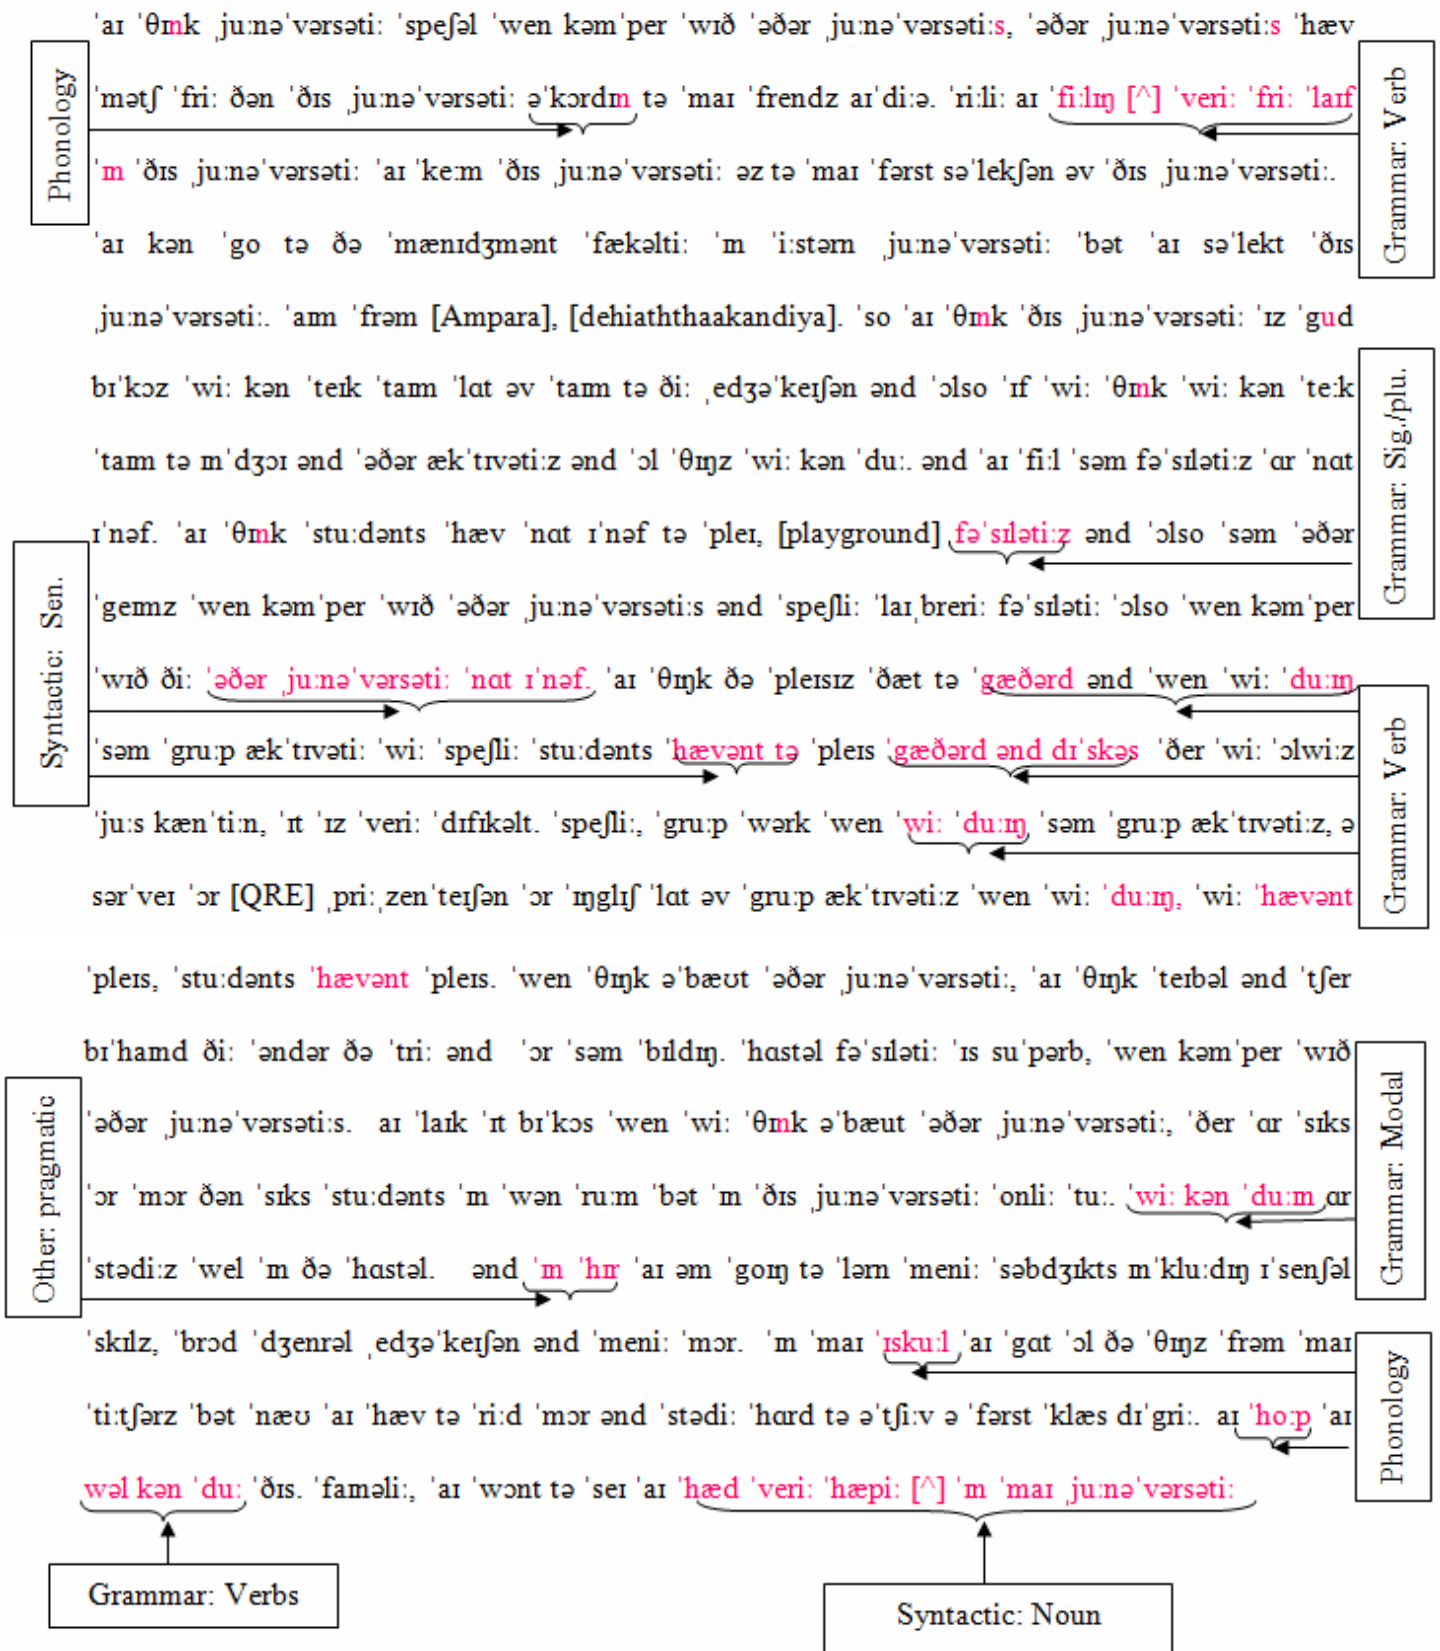 ˈaɪ ˈθɪnk ˌjuːnəˈvərsətiː ˈspeʃəl ˈwen kəmˈper ˈwɪð ˈəðər ˌjuːnəˈvərsətiːs, ˈəðər ˌjuːnəˈvərsətiːs ˈhæv
ˈmətʃ ˈfriː ðən ˈðɪs ˌjuːnəˈvərsətiː əˈkɔrdɪn tə ˈmaɪ ˈfrendz aɪˈdiːə. ˈriːliː aɪ ˈfiːlɪŋ [^] ˈveriː ˈfriː ˈlaɪf
ˈɪn ˈðɪs ˌjuːnəˈvərsətiː ˈaɪ ˈkeːm ˈðɪs ˌjuːnəˈvərsətiː əz tə ˈmaɪ ˈfərst səˈlekʃən əv ˈðɪs ˌjuːnəˈvərsətiː.
ˈaɪ kən ˈgo tə ðə ˈmænɪdʒmənt ˈfækəltiː ˈɪn ˈiːstərn ˌjuːnəˈvərsətiː ˈbət ˈaɪ səˈlekt ˈðɪs
ˌjuːnəˈvərsətiː. ˈaɪm ˈfrəm [Ampara], [dehiaththaakandiya]. ˈso ˈaɪ ˈθɪnk ˈðɪs ˌjuːnəˈvərsətiː ˈɪz ˈgud
bɪˈkɔz ˈwiː kən ˈteɪk ˈtaɪm ˈlɑt əv ˈtaɪm tə ðiː ˌedʒəˈkeɪʃən ənd ˈɔlso ˈɪf ˈwiː ˈθɪnk ˈwiː kən ˈteːk
ˈtaɪm tə ɪnˈdʒɔɪ ənd ˈəðər ækˈtɪvətiːz ənd ˈɔl ˈθɪŋz ˈwiː kən ˈduː. ənd ˈaɪ ˈfiːl ˈsəm fəˈsɪlətiːz ˈɑr ˈnɑt
ɪˈnəf. ˈaɪ ˈθɪnk ˈstuːdənts ˈhæv ˈnɑt ɪˈnəf tə ˈpleɪ, [playground] fəˈsɪlətiːz ənd ˈɔlso ˈsəm ˈəðər
ˈgeɪmz ˈwen kəmˈper ˈwɪð ˈəðər ˌjuːnəˈvərsətiːs ənd ˈspeʃliː ˈlaɪˌbreriː fəˈsɪlətiː ˈɔlso ˈwen kəmˈper
ˈwɪð ðiː ˈəðər ˌjuːnəˈvərsətiː ˈnɑt ɪˈnəf. ˈaɪ ˈθɪŋk ðə ˈpleɪsɪz ˈðæt tə ˈgæðərd ənd ˈwen ˈwiː ˈduːɪŋ
ˈsəm ˈgruːp ækˈtɪvətiː ˈwiː ˈspeʃliː ˈstuːdənts ˈhævənt tə ˈpleɪs ˈgæðərd ənd dɪˈskəs ˈðer ˈwiː ˈɔlwiːz
ˈjuːs kænˈtiːn, ˈɪt ˈɪz ˈveriː ˈdɪfɪkəlt. ˈspeʃliː, ˈgruːp ˈwərk ˈwen ˈwiː ˈduːɪŋ ˈsəm ˈgruːp ækˈtɪvətiːz, ə
sərˈveɪ ˈɔr [QRE] ˌpriːˌzenˈteɪʃən ˈɔr ˈɪŋglɪʃ ˈlɑt əv ˈgruːp ækˈtɪvətiːz ˈwen ˈwiː ˈduːɪŋ, ˈwiː ˈhævənt
ˈpleɪs, ˈstuːdənts ˈhævənt ˈpleɪs. ˈwen ˈθɪŋk əˈbæʊt ˈəðər ˌjuːnəˈvərsətiː, ˈaɪ ˈθɪŋk ˈteɪbəl ənd ˈtʃer
bɪˈhaɪnd ðiː ˈəndər ðə ˈtriː ənd ˈɔr ˈsəm ˈbɪldɪŋ. ˈhɑstəl fəˈsɪlətiː ˈɪs suˈpərb, ˈwen kəmˈper ˈwɪð
ˈəðər ˌjuːnəˈvərsətiːs. aɪ ˈlaɪk ˈɪt bɪˈkɔs ˈwen ˈwiː ˈθɪnk əˈbæut ˈəðər ˌjuːnəˈvərsətiː, ˈðer ˈɑr ˈsɪks
ˈɔr ˈmɔr ðən ˈsɪks ˈstuːdənts ˈɪn ˈwən ˈruːm ˈbət ˈɪn ˈðɪs ˌjuːnəˈvərsətiː ˈonliː ˈtuː. ˈwiː kən ˈduːɪn ɑr
ˈstədiːz ˈwel ˈɪn ðə ˈhɑstəl. ənd ˈɪn ˈhɪr ˈaɪ əm ˈgoɪŋ tə ˈlərn ˈmeniː ˈsəbdʒɪkts ɪnˈkluːdɪŋ ɪˈsenʃəl
ˈskɪlz, ˈbrɔd ˈdʒenrəl ˌedʒəˈkeɪʃən ənd ˈmeniː ˈmɔr. ˈɪn ˈmaɪ ˈɪskuːl ˈaɪ ˈgɑt ˈɔl ðə ˈθɪŋz ˈfrəm ˈmaɪ
ˈtiːtʃərz ˈbət ˈnæʊ ˈaɪ ˈhæv tə ˈriːd ˈmɔr ənd ˈstədiː ˈhɑrd tə əˈtʃiːv ə ˈfərst ˈklæs dɪˈgriː. aɪ ˈhoːp ˈaɪ
wəl kən ˈduː ˈðɪs. ˈfaməliː, ˈaɪ ˈwɔnt tə ˈseɪ ˈaɪ ˈhæd ˈveriː ˈhæpiː [^] ˈɪn ˈmaɪ ˌjuːnəˈvərsətiː
Phonology
Grammar: Verb
Grammar: Sig./plu.
Syntactic: Sen.
Grammar: Verb
Other: pragmatic
Grammar: Modal
Phonology
Grammar: Verbs
Syntactic: Noun